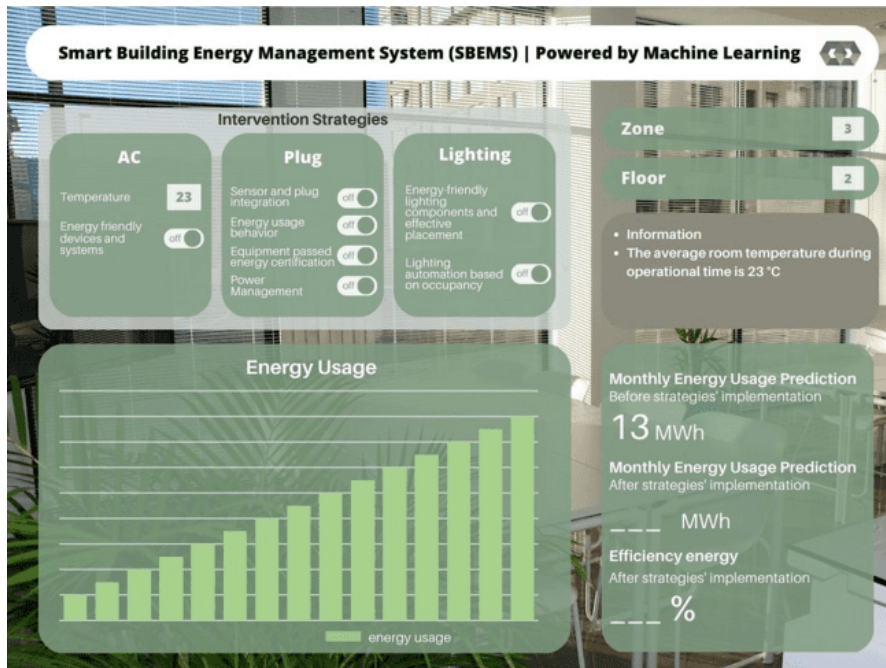 Smart Building Energy Management System (SBEMS) | Powered by Machine Learning
Intervention Strategies
AC
Temperature
23
Energy friendly
devices and
systems
off
Plug
Sensor and plug
integration
off
Energy usage
behavior
off
Equipment passed
energy certification
off
Power
Management
off
Lighting
Energy-friendly
lighting
components and
effective
placement
off
Lighting
automation based
on occupancy
off
Zone
3
Floor
2
• Information
• The average room temperature during
operational time is 23 °C
Energy Usage
energy usage
Monthly Energy Usage Prediction
Before strategies' implementation
13 MWh
Monthly Energy Usage Prediction
After strategies' implementation
___ MWh
Efficiency energy
After strategies' implementation
___ %